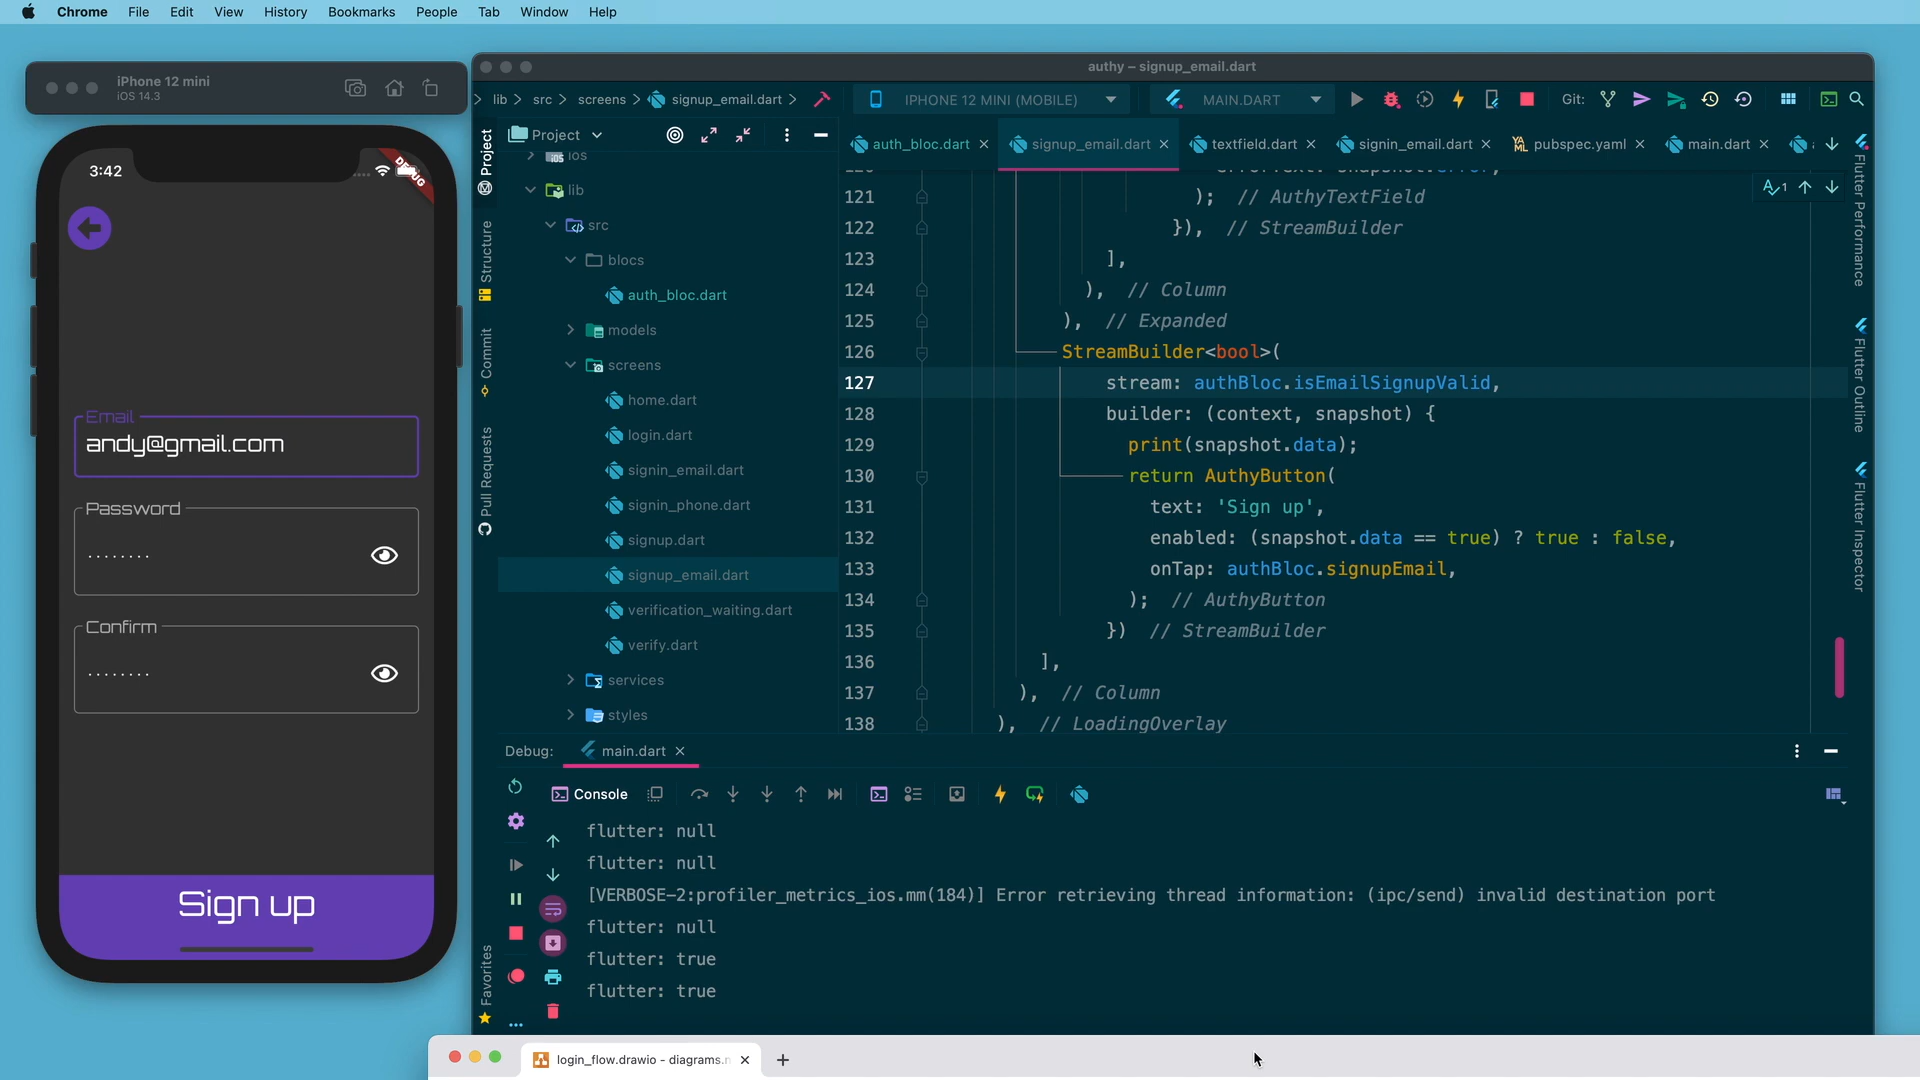 Chrome File Edit View History Bookmarks People Tab Window Help
iPhone 12 mini
iOS 14.3
3:42
DEBUG
Email
andy@gmail.com
Password
........
Confirm
........
Sign up
authy – signup_email.dart
lib src screens signup_email.dart
IPHONE 12 MINI (MOBILE)
MAIN.DART
Git:
Project
auth_bloc.dart signup_email.dart textfield.dart signin_email.dart pubspec.yaml main.dart
Project
Structure
Commit
Pull Requests
Favorites
ios
lib
src
blocs
auth_bloc.dart
models
screens
home.dart
login.dart
signin_email.dart
signin_phone.dart
signup.dart
signup_email.dart
verification_waiting.dart
verify.dart
services
styles
1
121 ); // AuthyTextField
122 }), // StreamBuilder
123 ],
124 ), // Column
125 ), // Expanded
126 StreamBuilder<bool>(
127 stream: authBloc.isEmailSignupValid,
128 builder: (context, snapshot) {
129 print(snapshot.data);
130 return AuthyButton(
131 text: 'Sign up',
132 enabled: (snapshot.data == true) ? true : false,
133 onTap: authBloc.signupEmail,
134 ); // AuthyButton
135 }) // StreamBuilder
136 ],
137 ), // Column
138 ), // LoadingOverlay
Flutter Performance
Flutter Outline
Flutter Inspector
Debug: main.dart
Console
flutter: null
flutter: null
[VERBOSE-2:profiler_metrics_ios.mm(184)] Error retrieving thread information: (ipc/send) invalid destination port
flutter: null
flutter: true
flutter: true
login_flow.drawio - diagrams.n